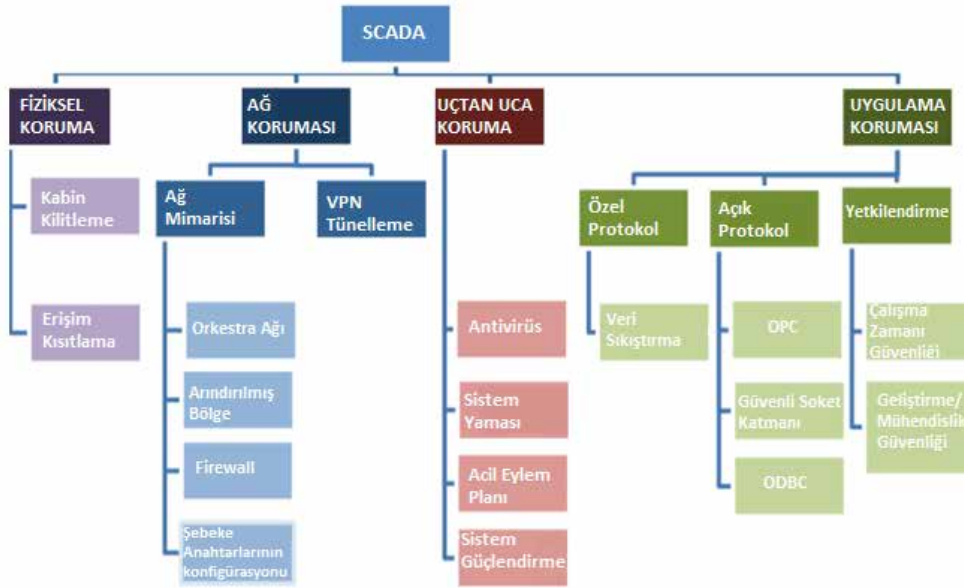 SCADA
FİZİKSEL
KORUMA
AĞ
KORUMASI
UÇTAN UCA
KORUMA
UYGULAMA
KORUMASI
Kabin
Kilitleme
Ağ
Mimarisi
VPN
Tünelleme
Özel
Protokol
Açık
Protokol
Yetkilendirme
Erişim
Kısıtlama
Orkestra Ağı
Antivirüs
Veri
Sıkıştırma
OPC
Çalışma
Zamanı
Güvenliği
Arındırılmış
Bölge
Sistem
Yaması
Güvenli Soket
Katmanı
Geliştirme/
Mühendislik
Güvenliği
Firewall
Acil Eylem
Planı
ODBC
Şebeke
Anahtarlarının
konfigürasyonu
Sistem
Güçlendirme